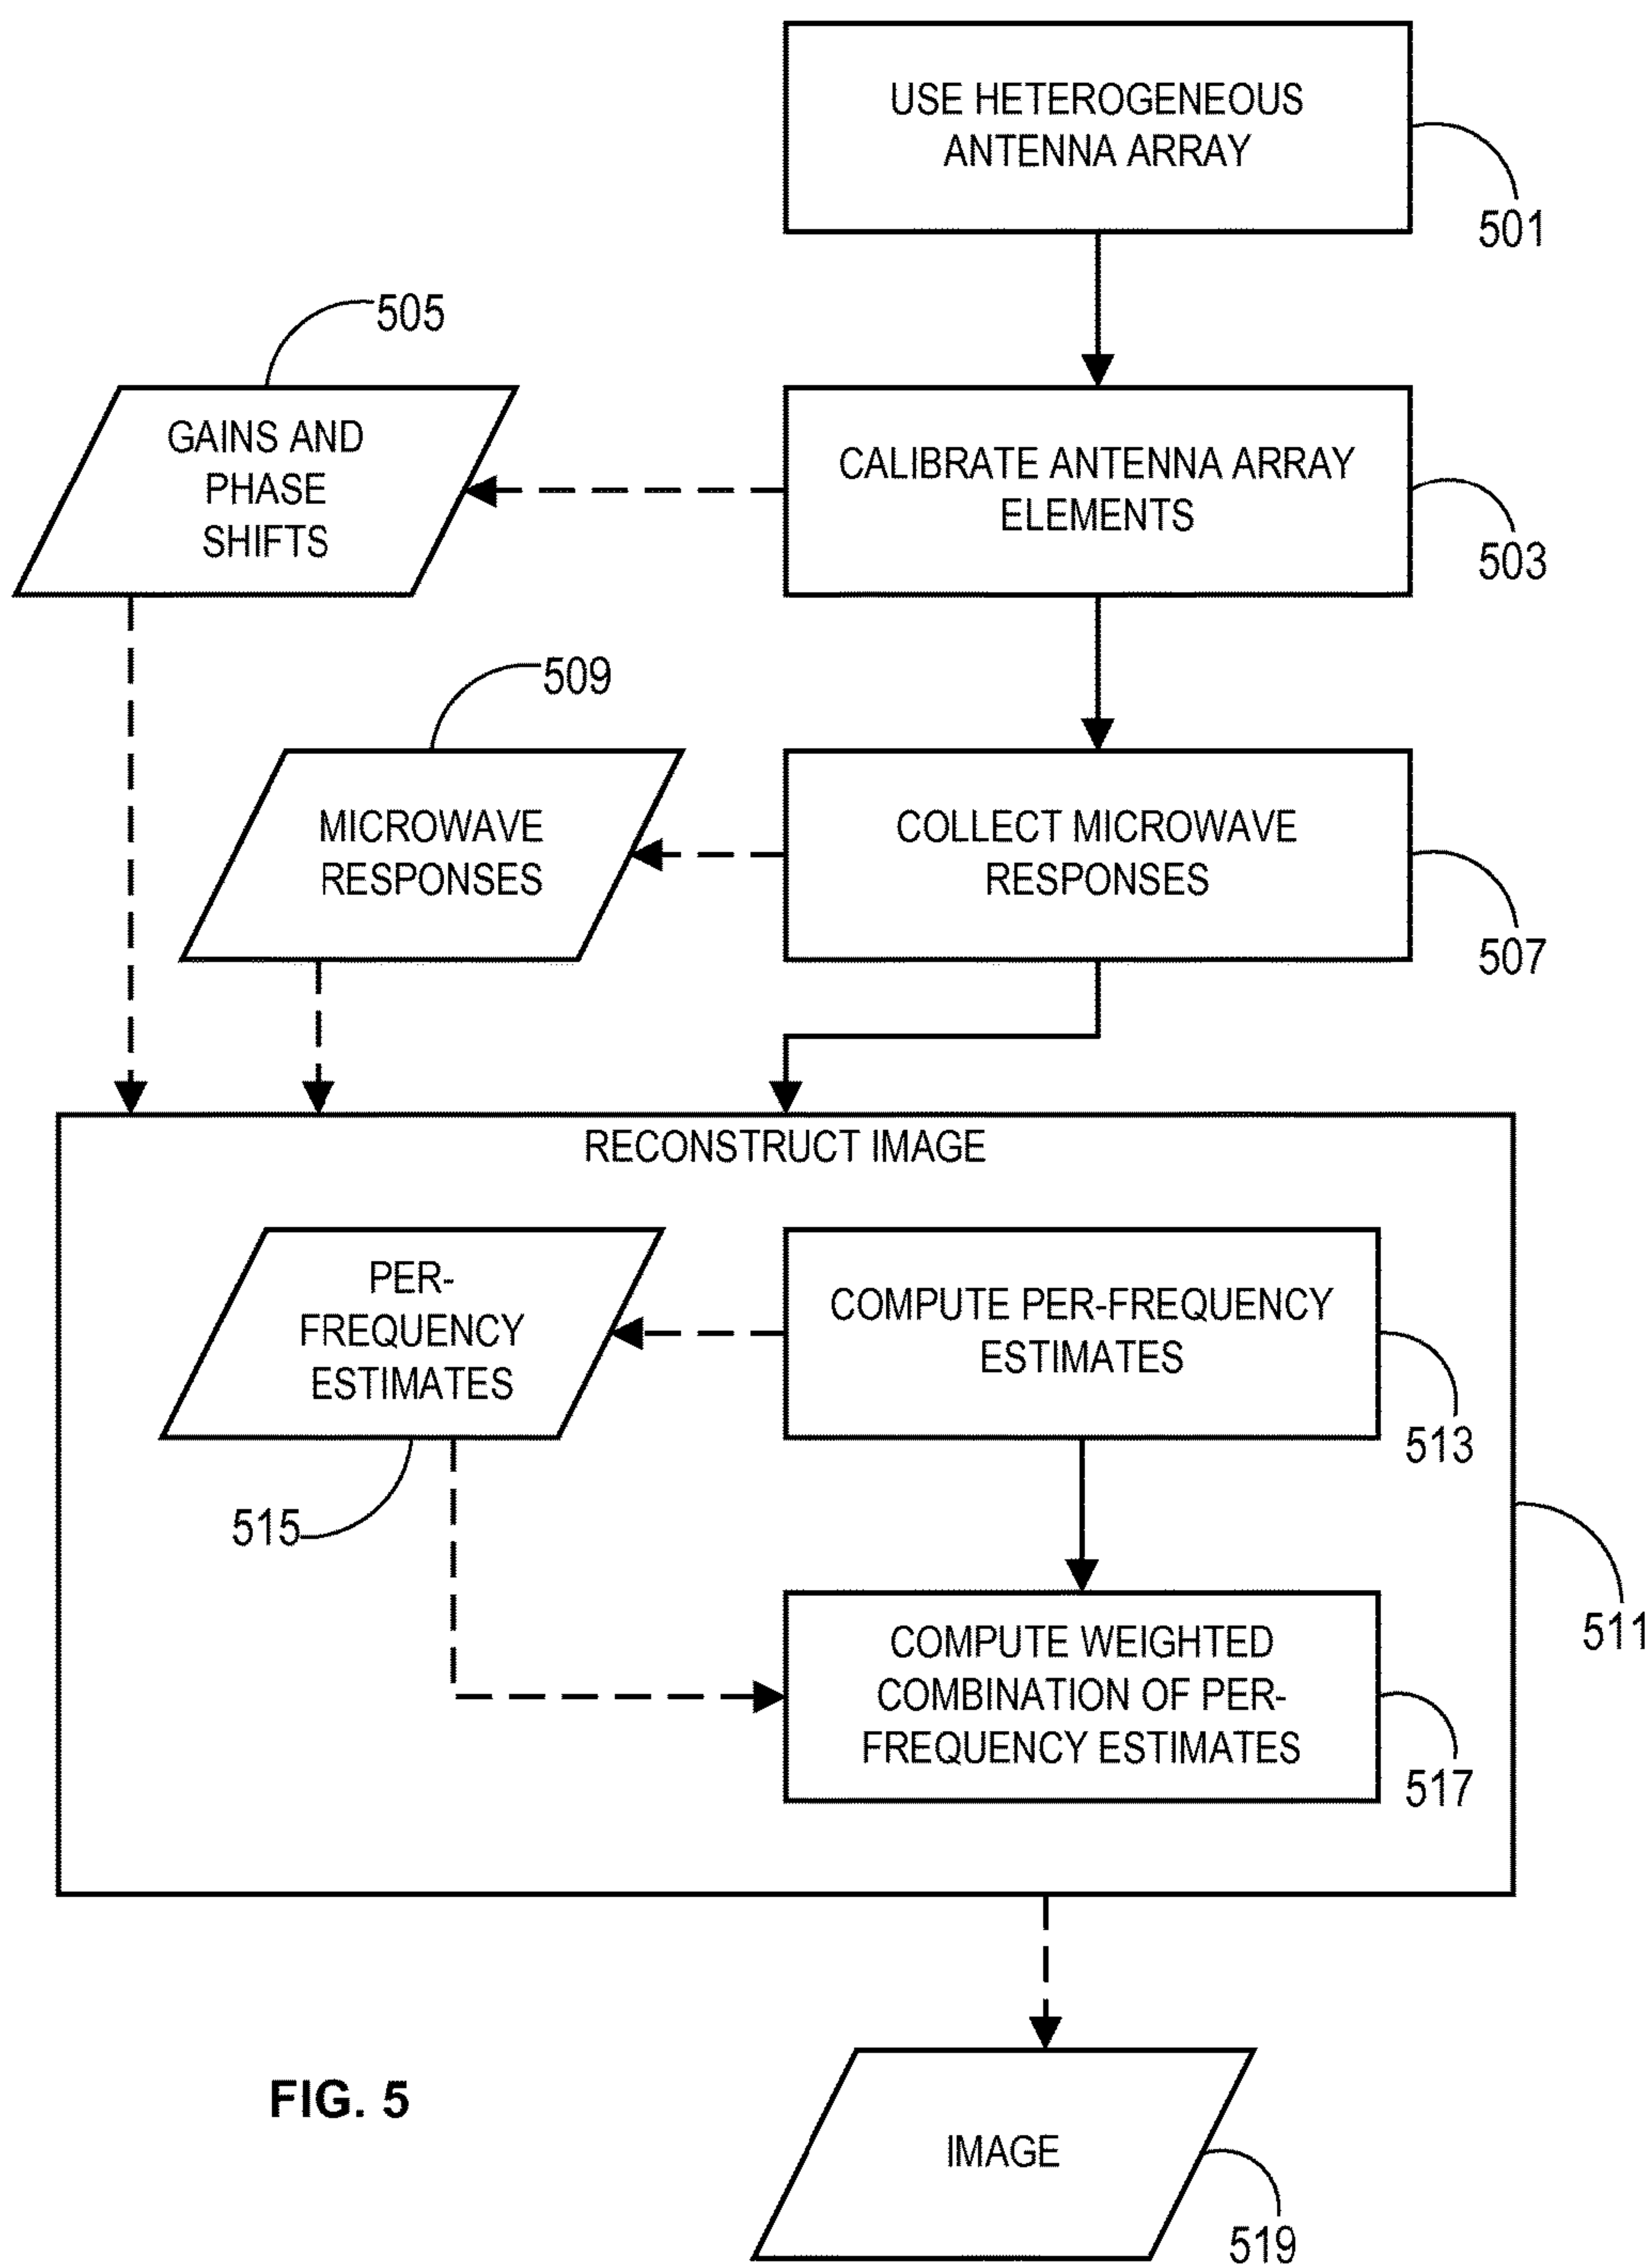 USE HETEROGENEOUS
ANTENNA ARRAY
501
505
GAINS AND
PHASE
SHIFTS
CALIBRATE ANTENNA ARRAY
ELEMENTS
503
509
MICROWAVE
RESPONSES
COLLECT MICROWAVE
RESPONSES
507
RECONSTRUCT IMAGE
PER-
FREQUENCY
ESTIMATES
COMPUTE PER-FREQUENCY
ESTIMATES
513
515
511
COMPUTE WEIGHTED
COMBINATION OF PER-
FREQUENCY ESTIMATES
517
FIG. 5
IMAGE
519